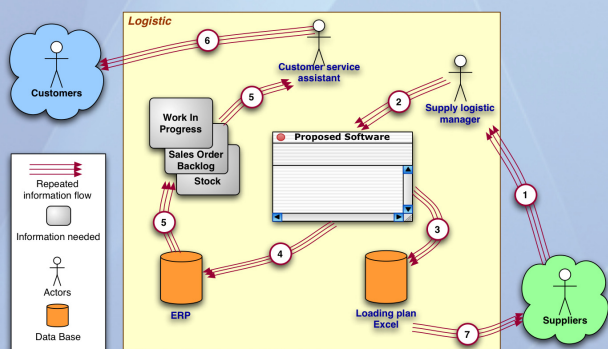 Logistic
6
Customers
Customer service
assistant
5
2
Supply logistic
manager
Work In
Progress
Sales Order
Backlog
Stock
Proposed Software
1
5
3
4
ERP
Loading plan
Excel
7
Suppliers
Repeated
information flow
Information needed
Actors
Data Base